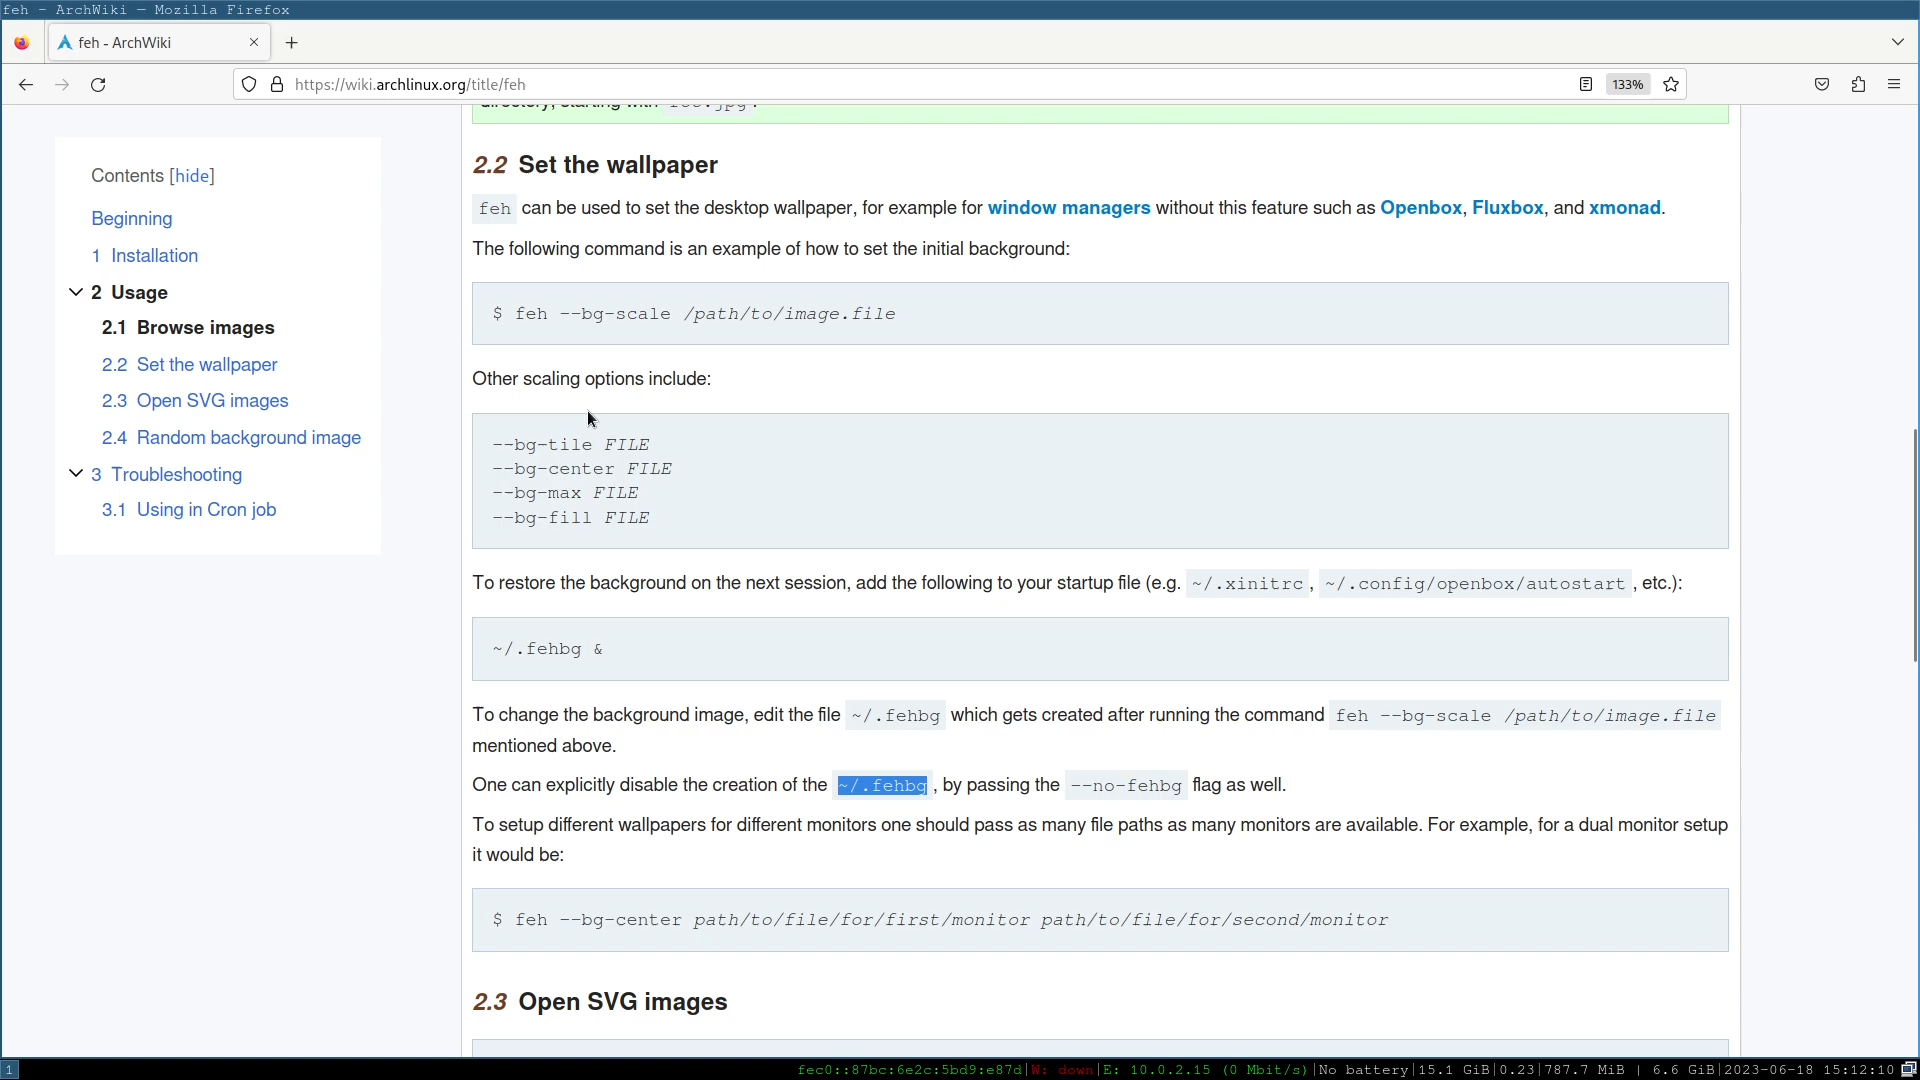 feh - ArchWiki — Mozilla Firefox
feh - ArchWiki
https://wiki.archlinux.org/title/feh
133%
directory, starting with foo.jpg.
Contents [hide]
Beginning
1 Installation
2 Usage
2.1 Browse images
2.2 Set the wallpaper
2.3 Open SVG images
2.4 Random background image
3 Troubleshooting
3.1 Using in Cron job
2.2 Set the wallpaper
feh can be used to set the desktop wallpaper, for example for window managers without this feature such as Openbox, Fluxbox, and xmonad.
The following command is an example of how to set the initial background:
$ feh --bg-scale /path/to/image.file
Other scaling options include:
--bg-tile FILE
--bg-center FILE
--bg-max FILE
--bg-fill FILE
To restore the background on the next session, add the following to your startup file (e.g. ~/.xinitrc, ~/.config/openbox/autostart, etc.):
~/.fehbg &
To change the background image, edit the file ~/.fehbg which gets created after running the command feh --bg-scale /path/to/image.file
mentioned above.
One can explicitly disable the creation of the ~/.fehbg, by passing the --no-fehbg flag as well.
To setup different wallpapers for different monitors one should pass as many file paths as many monitors are available. For example, for a dual monitor setup
it would be:
$ feh --bg-center path/to/file/for/first/monitor path/to/file/for/second/monitor
2.3 Open SVG images
1
fec0::87bc:6e2c:5bd9:e87d|W: down|E: 10.0.2.15 (0 Mbit/s)|No battery|15.1 GiB|0.23|787.7 MiB | 6.6 GiB|2023-06-18 15:12:10